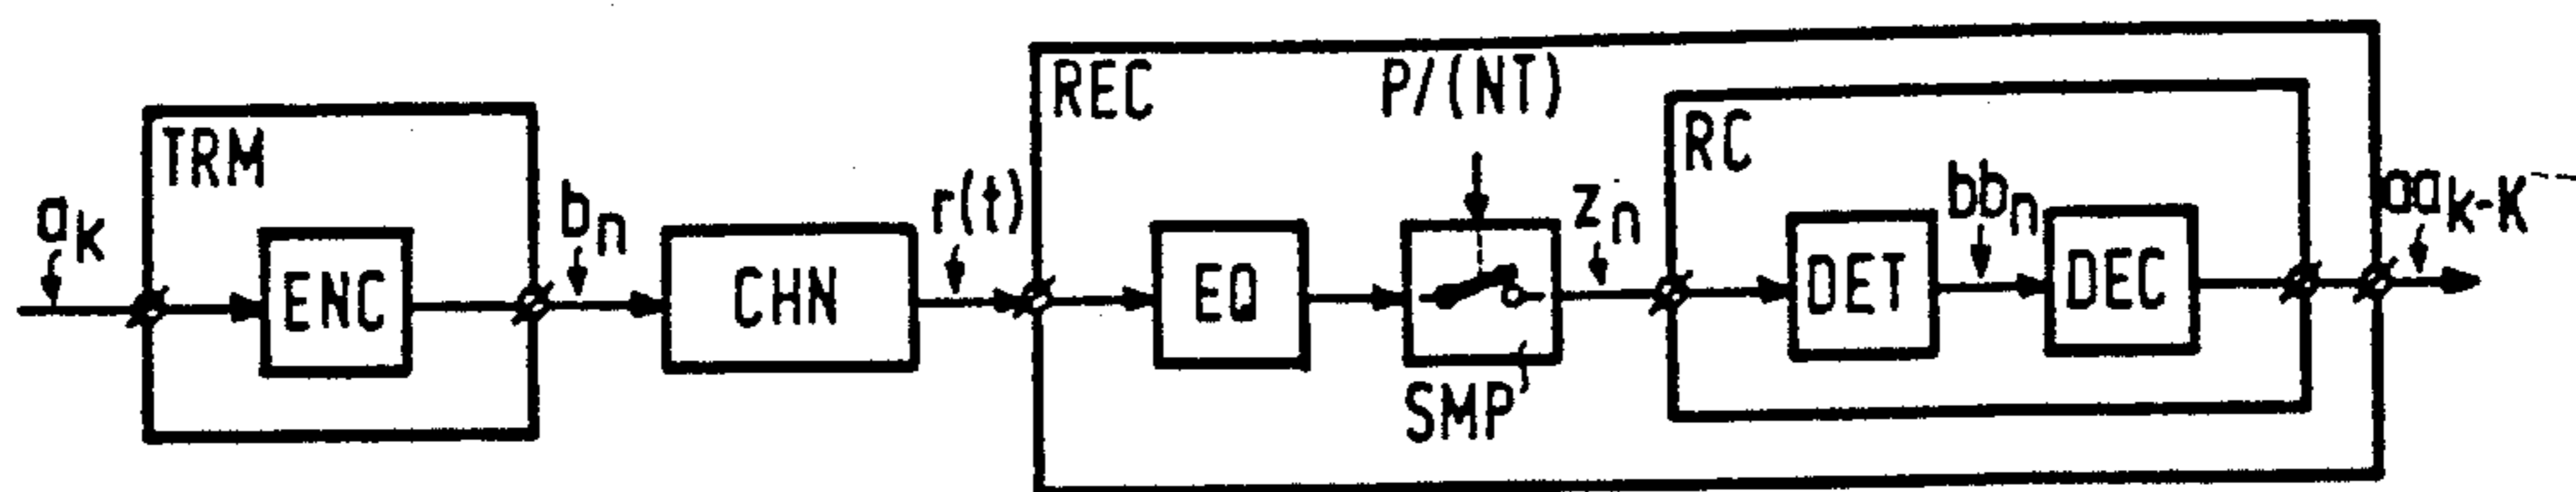 a_k
TRM
ENC
b_n
CHN
r(t)
REC
EQ
P/(NT)
SMP
z_n
RC
DET
bb_n
DEC
aa_k-K